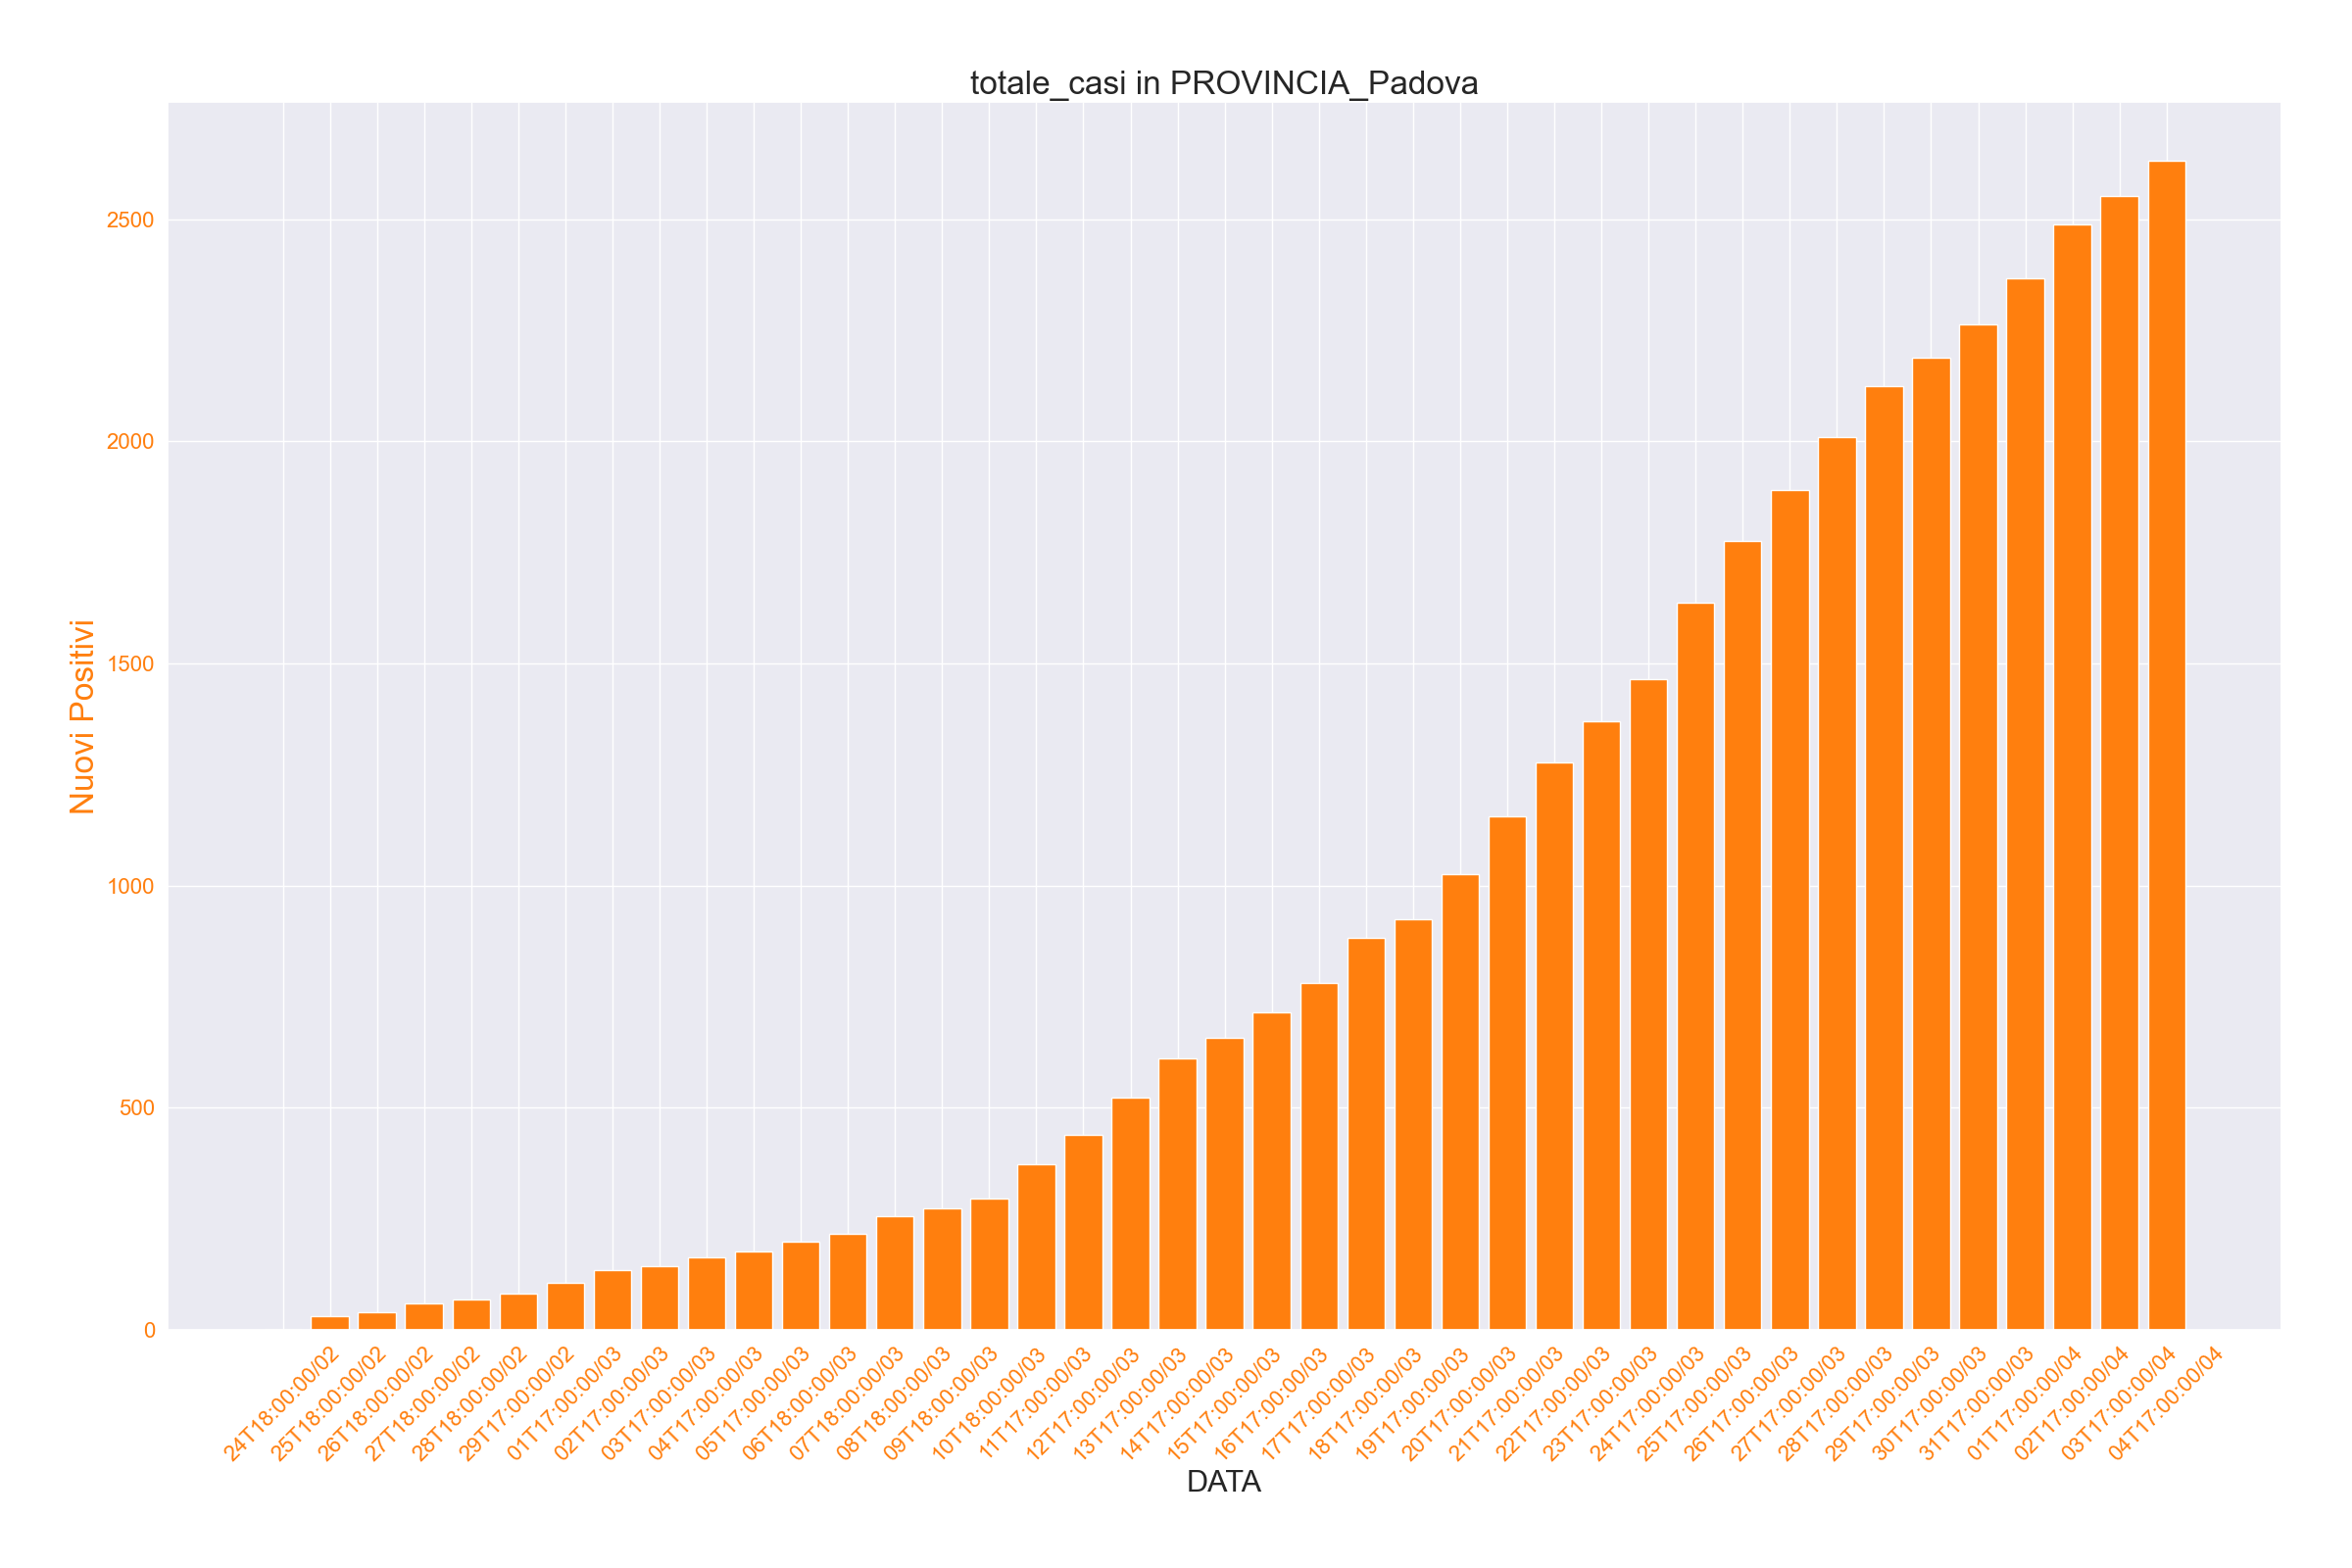 totale_casi in PROVINCIA_Padova
Nuovi Positivi
2500
2000
1500
1000
500
0
24T18:00:00/02
25T18:00:00/02
26T18:00:00/02
27T18:00:00/02
28T18:00:00/02
29T17:00:00/02
01T17:00:00/03
02T17:00:00/03
03T17:00:00/03
04T17:00:00/03
05T17:00:00/03
06T18:00:00/03
07T18:00:00/03
08T18:00:00/03
09T18:00:00/03
10T18:00:00/03
11T17:00:00/03
12T17:00:00/03
13T17:00:00/03
14T17:00:00/03
15T17:00:00/03
16T17:00:00/03
17T17:00:00/03
18T17:00:00/03
19T17:00:00/03
20T17:00:00/03
21T17:00:00/03
22T17:00:00/03
23T17:00:00/03
24T17:00:00/03
25T17:00:00/03
26T17:00:00/03
27T17:00:00/03
28T17:00:00/03
29T17:00:00/03
30T17:00:00/03
31T17:00:00/03
01T17:00:00/04
02T17:00:00/04
03T17:00:00/04
04T17:00:00/04
DATA